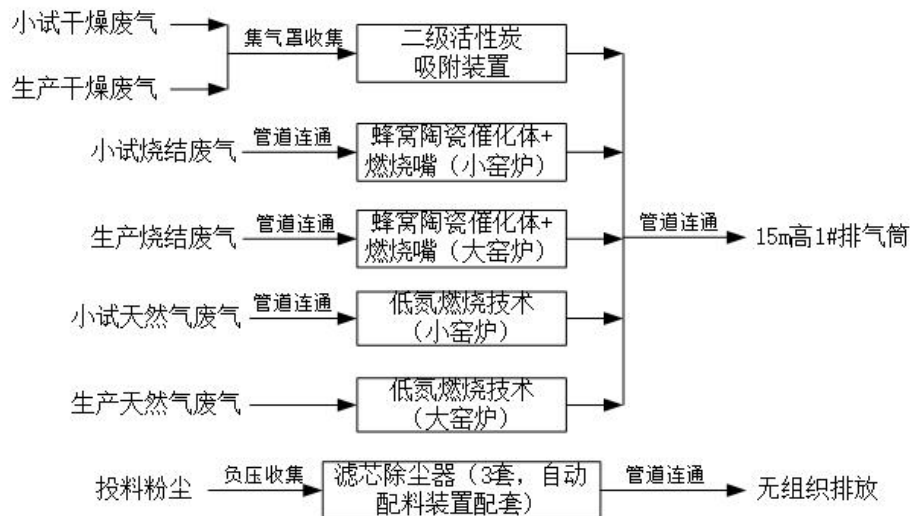 小试干燥废气
生产干燥废气
集气罩收集
二级活性炭
吸附装置
小试烧结废气
管道连通
蜂窝陶瓷催化体+
燃烧嘴（小窑炉）
生产烧结废气
管道连通
蜂窝陶瓷催化体+
燃烧嘴（大窑炉）
管道连通
15m高1#排气筒
小试天然气废气
管道连通
低氮燃烧技术
（小窑炉）
生产天然气废气
低氮燃烧技术
（大窑炉）
投料粉尘
负压收集
滤芯除尘器（3套，自动
配料装置配套）
管道连通
无组织排放